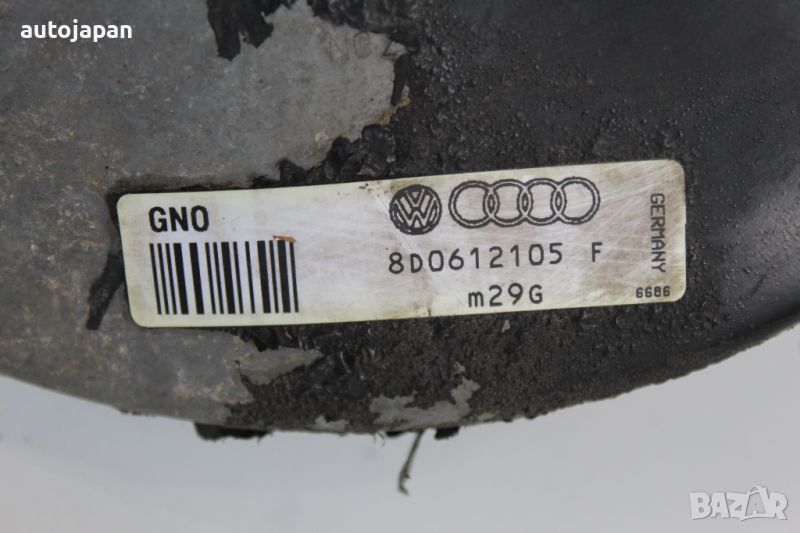 autojapan
GNO
8D0612105 F
m29G
GERMANY
6686
BAZAR